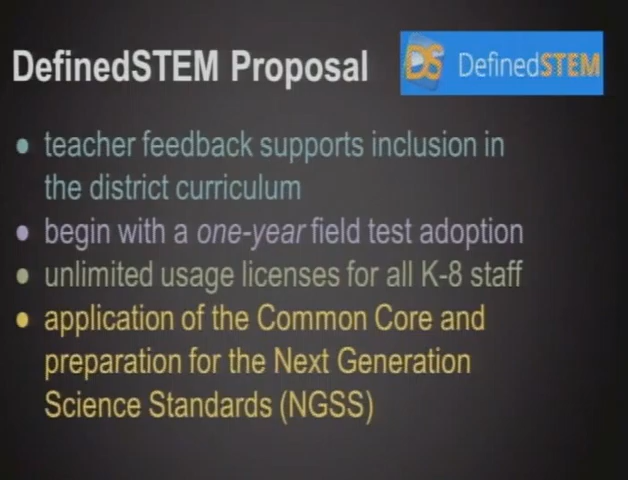 DefinedSTEM Proposal
DS DefinedSTEM
• teacher feedback supports inclusion in
the district curriculum
• begin with a one-year field test adoption
• unlimited usage licenses for all K-8 staff
• application of the Common Core and
preparation for the Next Generation
Science Standards (NGSS)